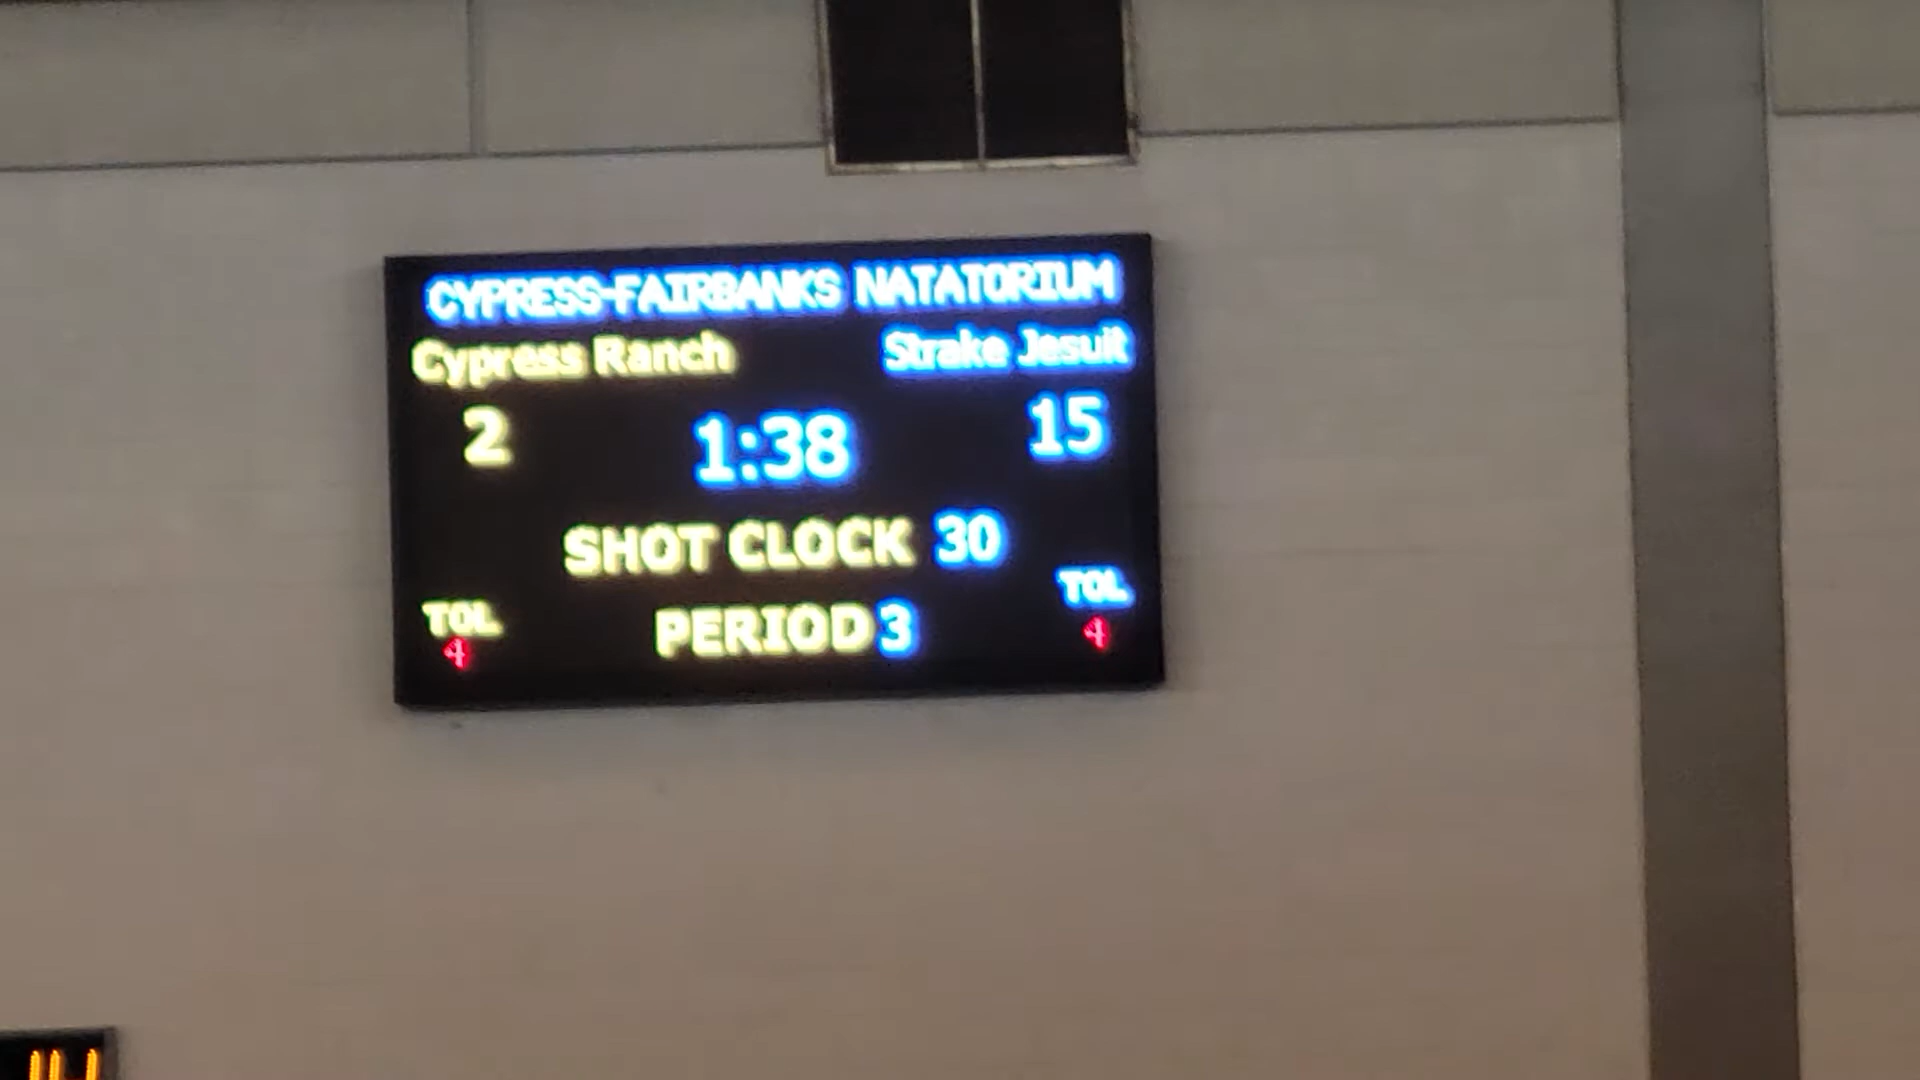 CYPRESS-FAIRBANKS NATATORIUM
Cypress Ranch Strake Jesuit
2 1:38 15
SHOT CLOCK 30
TOL PERIOD 3 TOL
4 4